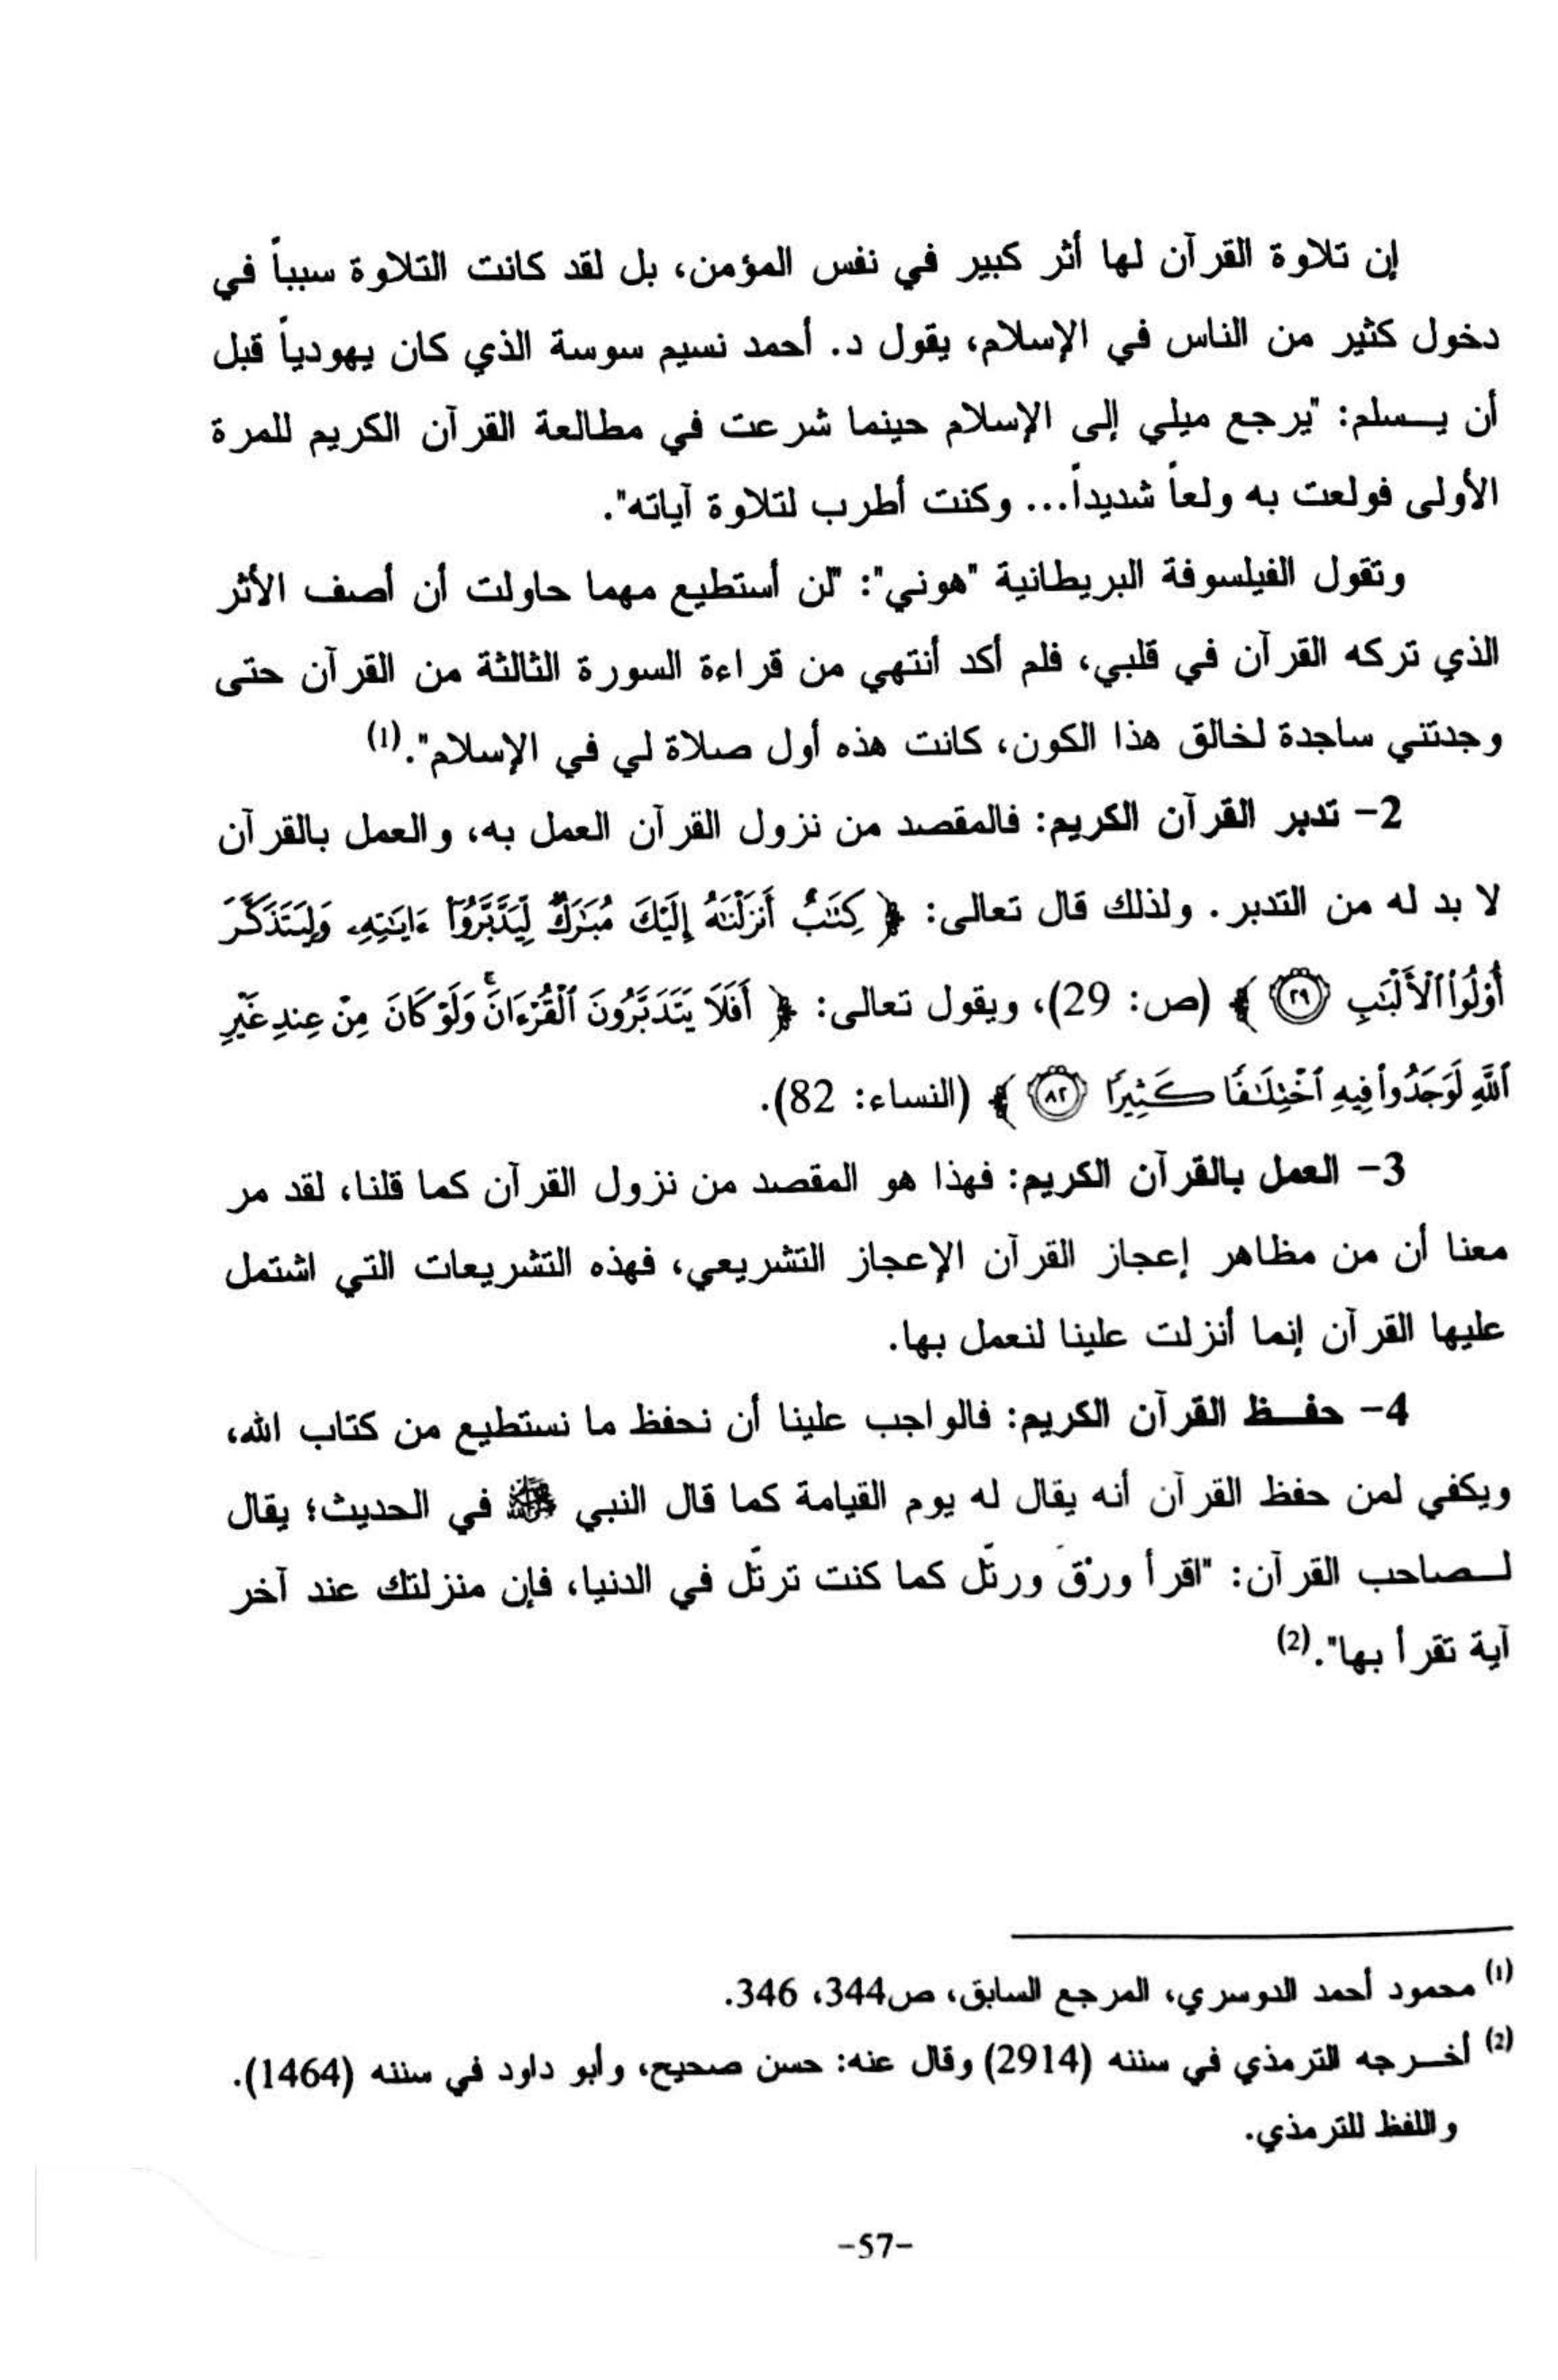 إن تلاوة القرآن لها أثر كبير في نفس المؤمن، بل لقد كانت التلاوة سبباً في
دخول كثير من الناس في الإسلام، يقول د. أحمد نسيم سوسة الذي كان يهودياً قبل
أن يـسلم: "يرجع ميلي إلى الإسلام حينما شرعت في مطالعة القرآن الكريم للمرة
الأولى فولعت به ولعاً شديداً... وكنت أطرب لتلاوة آياته".
وتقول الفيلسوفة البريطانية "هوني": "لن أستطيع مهما حاولت أن أصف الأثر
الذي تركه القرآن في قلبي، فلم أكد أنتهي من قراءة السورة الثالثة من القرآن حتى
وجدتني ساجدة لخالق هذا الكون، كانت هذه أول صلاة لي في الإسلام".(1)
2- تدبر القرآن الكريم: فالمقصد من نزول القرآن العمل به، والعمل بالقرآن
لا بد له من التدبر. ولذلك قال تعالى: ﴿ كِتَٰبٌ أَنزَلْنَٰهُ إِلَيْكَ مُبَٰرَكٌ لِّيَدَّبَّرُوٓا۟ ءَايَٰتِهِۦ وَلِيَتَذَكَّرَ
أُو۟لُوا۟ ٱلْأَلْبَٰبِ ۝٢٩ ﴾ (ص: 29)، ويقول تعالى: ﴿ أَفَلَا يَتَدَبَّرُونَ ٱلْقُرْءَانَ ۚ وَلَوْ كَانَ مِنْ عِندِ غَيْرِ
ٱللَّهِ لَوَجَدُوا۟ فِيهِ ٱخْتِلَٰفًا كَثِيرًا ۝٨٢ ﴾ (النساء: 82).
3- العمل بالقرآن الكريم: فهذا هو المقصد من نزول القرآن كما قلنا، لقد مر
معنا أن من مظاهر إعجاز القرآن الإعجاز التشريعي، فهذه التشريعات التي اشتمل
عليها القرآن إنما أنزلت علينا لنعمل بها.
4- حفـظ القرآن الكريم: فالواجب علينا أن نحفظ ما نستطيع من كتاب الله،
ويكفي لمن حفظ القرآن أنه يقال له يوم القيامة كما قال النبي ﷺ في الحديث؛ يقال
لـصاحب القرآن: "اقرأ ورْقَ ورتّل كما كنت ترتّل في الدنيا، فإن منزلتك عند آخر
آية تقرأ بها".(2)
(1) محمود أحمد الدوسري، المرجع السابق، ص344، 346.
(2) أخـرجه الترمذي في سننه (2914) وقال عنه: حسن صحيح، وأبو داود في سننه (1464).
واللفظ للترمذي.
-57-